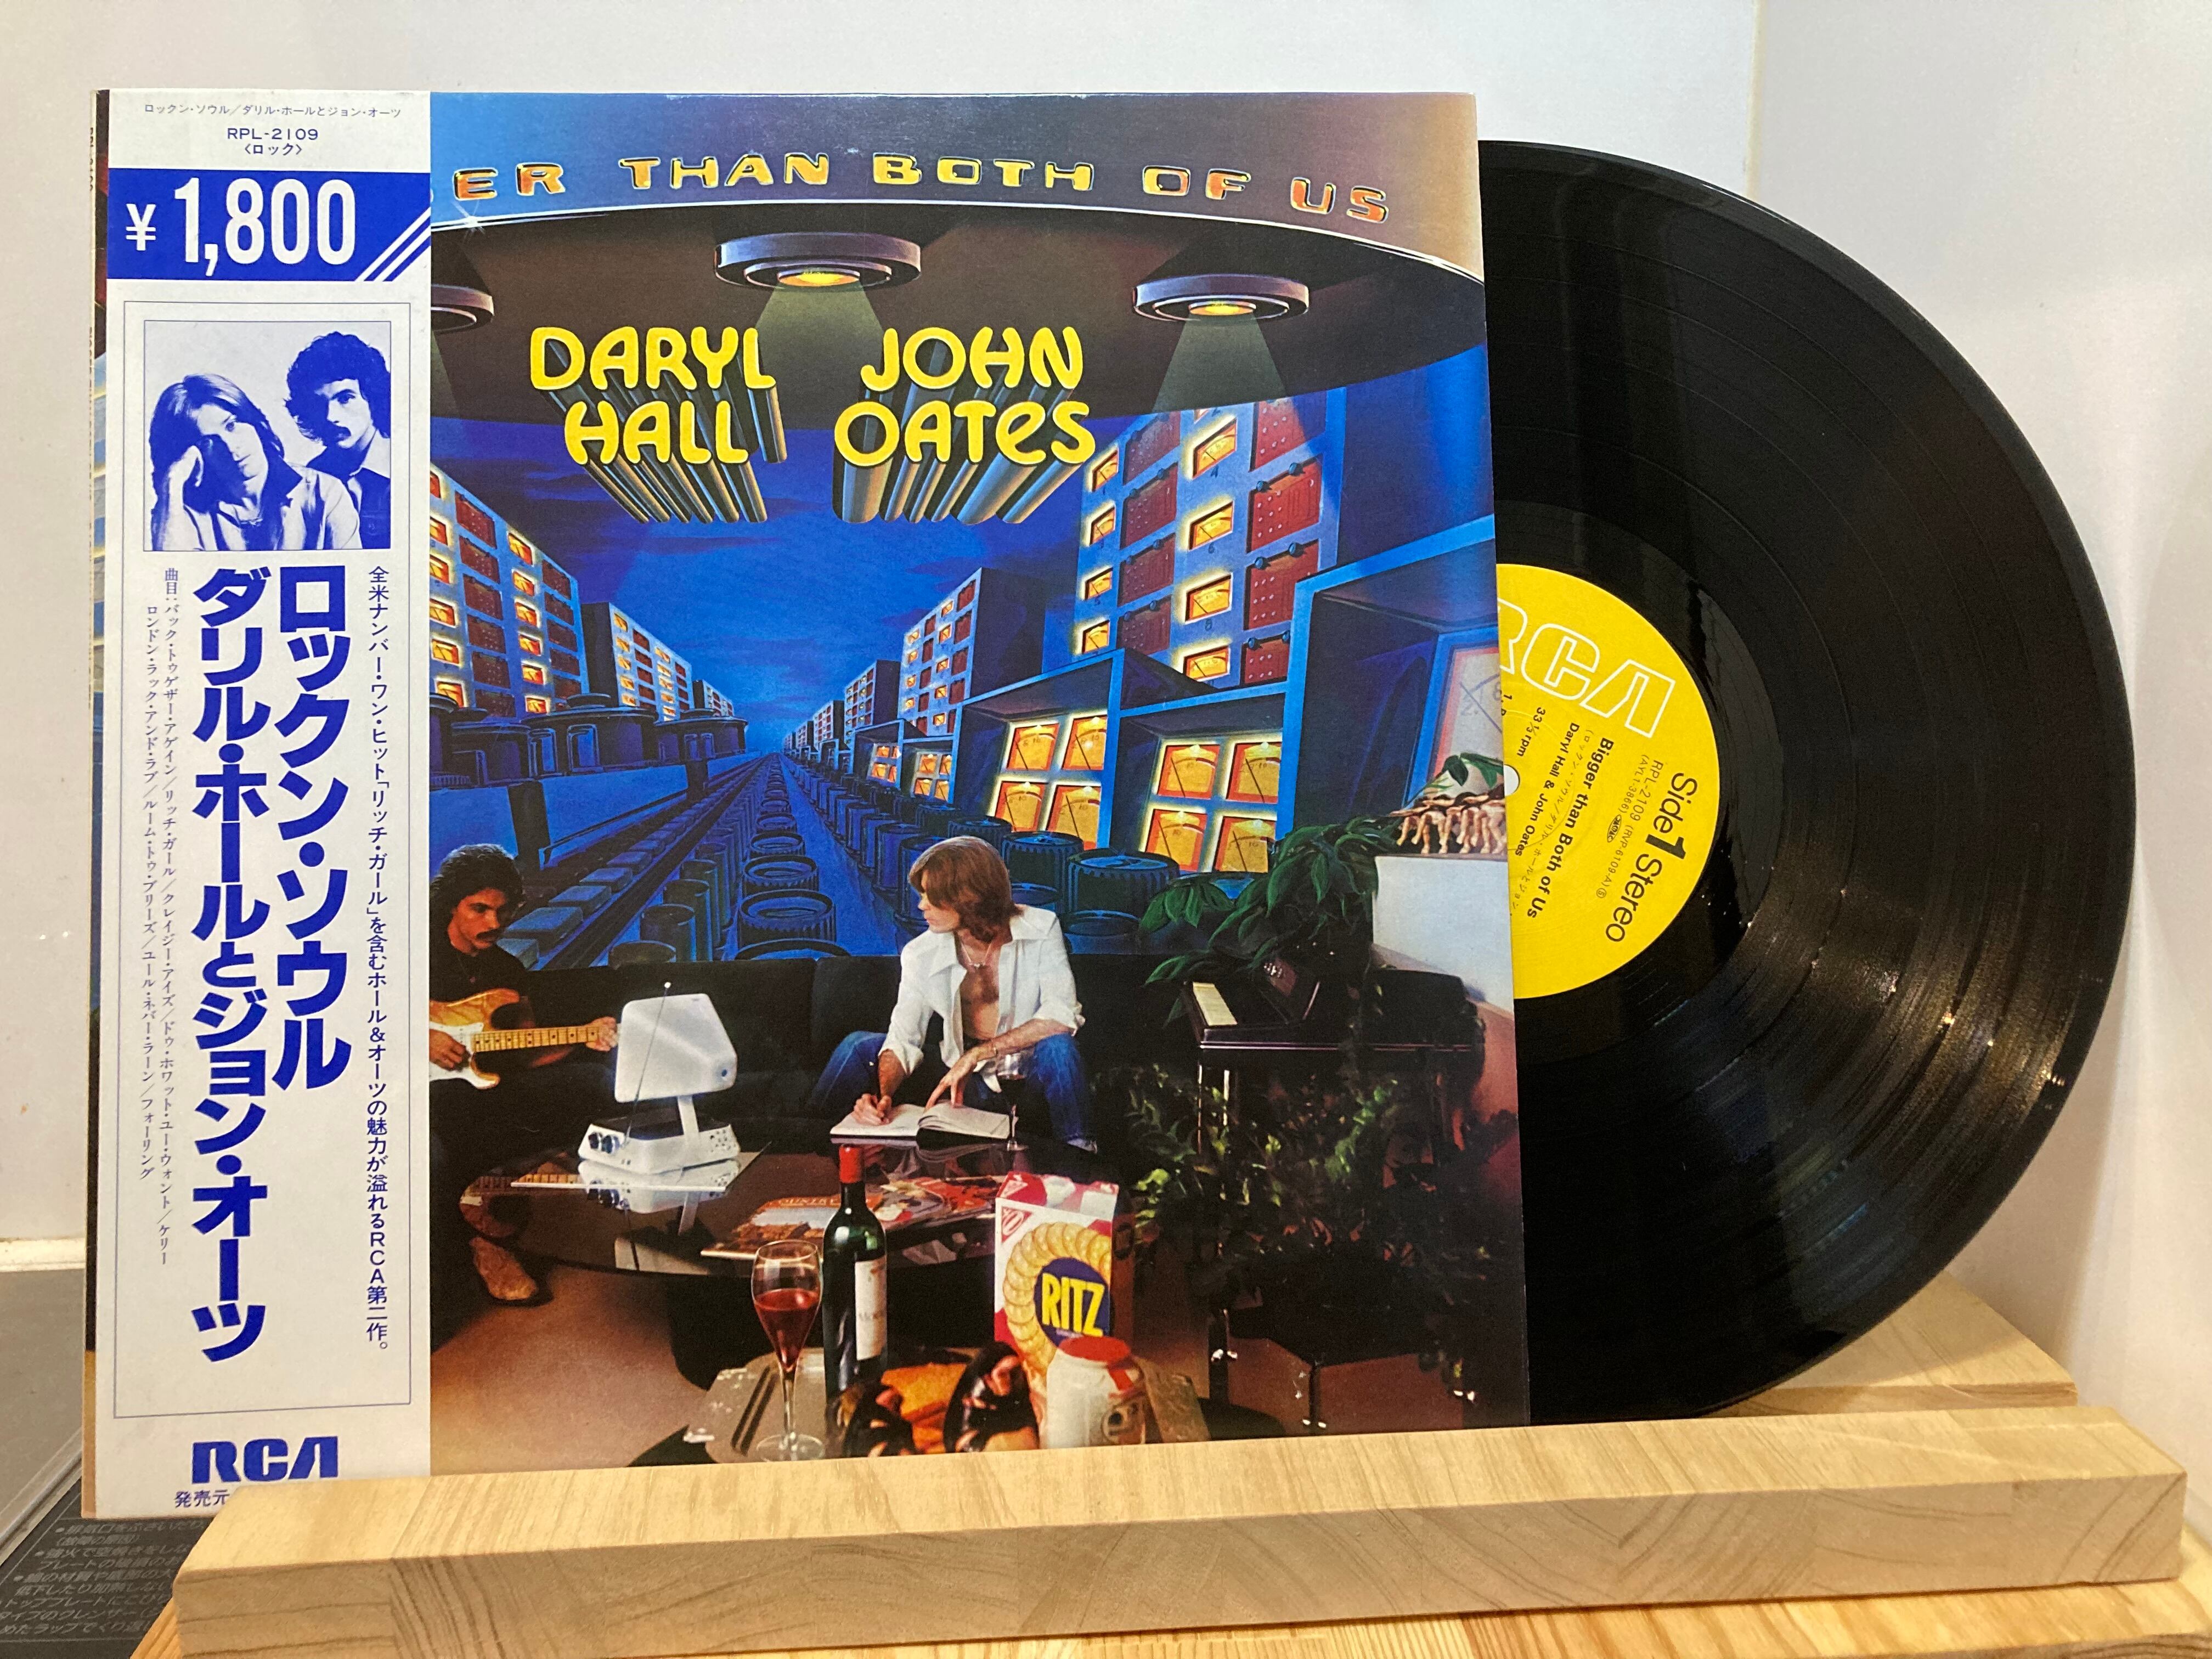 ロックン・ソウル／ダリル・ホールとジョン・オーツ
RPL-2109
〈ロック〉
¥1,800
全米ナンバー・ワン・ヒット「リッチ・ガール」を含むホール&オーツの魅力が溢れるRCA第二作。
ロックン・ソウル
ダリル・ホールとジョン・オーツ
曲目：バック・トゥゲザー・アゲイン／リッチ・ガール／クレイジー・アイズ／ドゥ・ホワット・ユー・ウォント／ケリー
ロンドン・ラック・アンド・ラブ／ルーム・トゥ・ブリーズ／ユール・ネバー・ラーン／フォーリング
RCA
発売元
ER THAN BOTH OF US
DARYL HALL
JOHN OATES
RITZ
RCA
Side 1 Stereo
RPL-2109 (RVP-6109-A)
(AYL1-3866)
Bigger than Both of Us
Daryl Hall & John Oates
33⅓ rpm